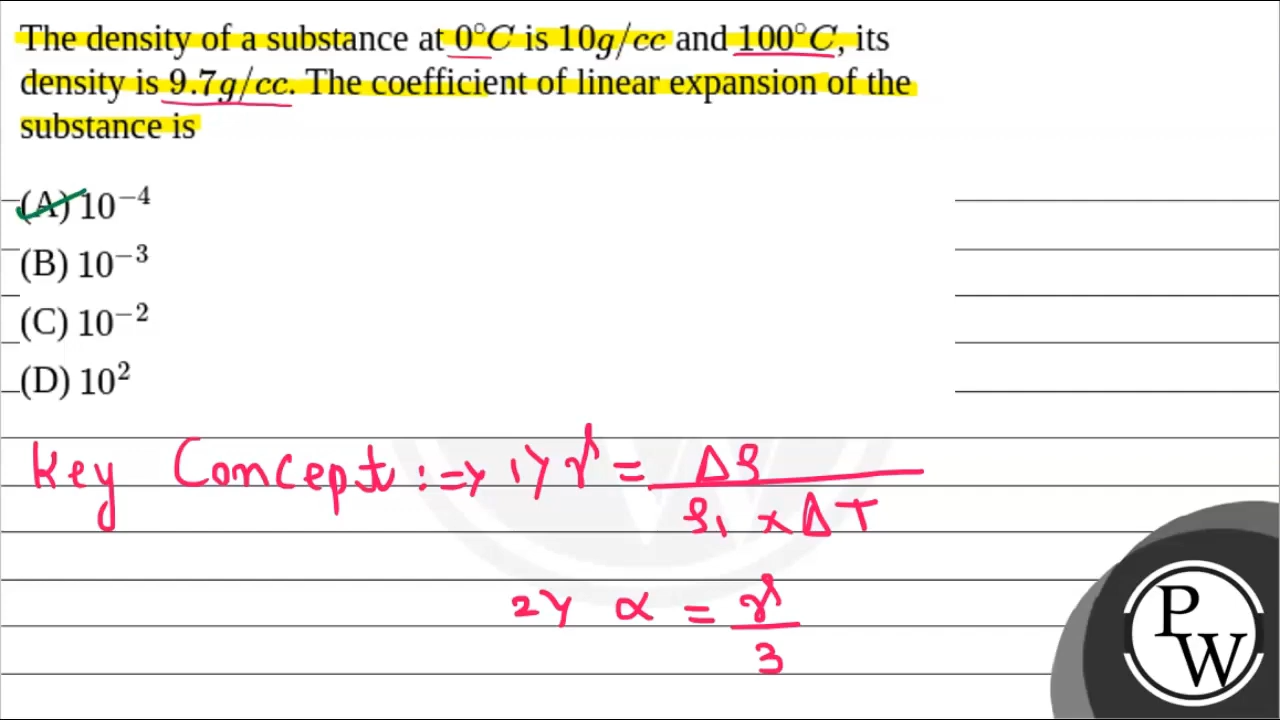 The density of a substance at 0°C is 10g/cc and 100°C, its
density is 9.7g/cc. The coefficient of linear expansion of the
substance is
(A) 10⁻⁴
(B) 10⁻³
(C) 10⁻²
(D) 10²
Key Concept :⇒ 1) γ = Δρ / ρ₁ × ΔT
2) α = γ / 3
P
W